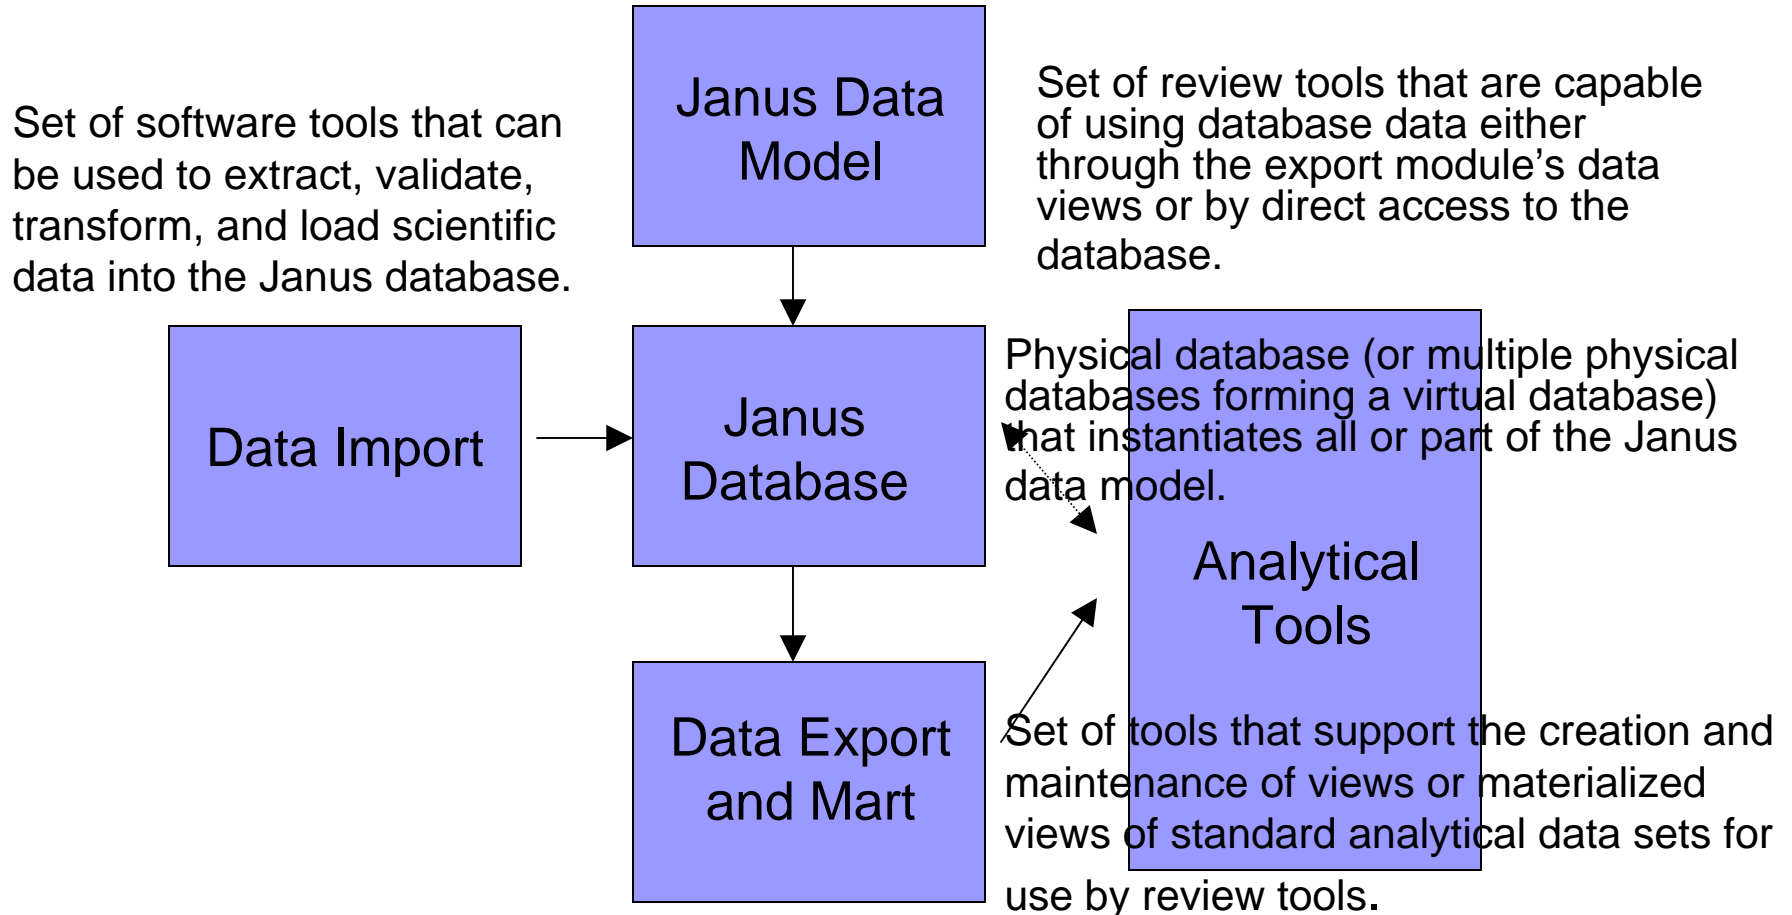 Janus Data
Model
Set of software tools that can
be used to extract, validate,
transform, and load scientific
data into the Janus database.
Set of review tools that are capable
of using database data either
through the export module’s data
views or by direct access to the
database.
Data Import
Janus
Database
Physical database (or multiple physical
databases forming a virtual database)
that instantiates all or part of the Janus
data model.
Analytical
Tools
Data Export
and Mart
Set of tools that support the creation and
maintenance of views or materialized
views of standard analytical data sets for
use by review tools.